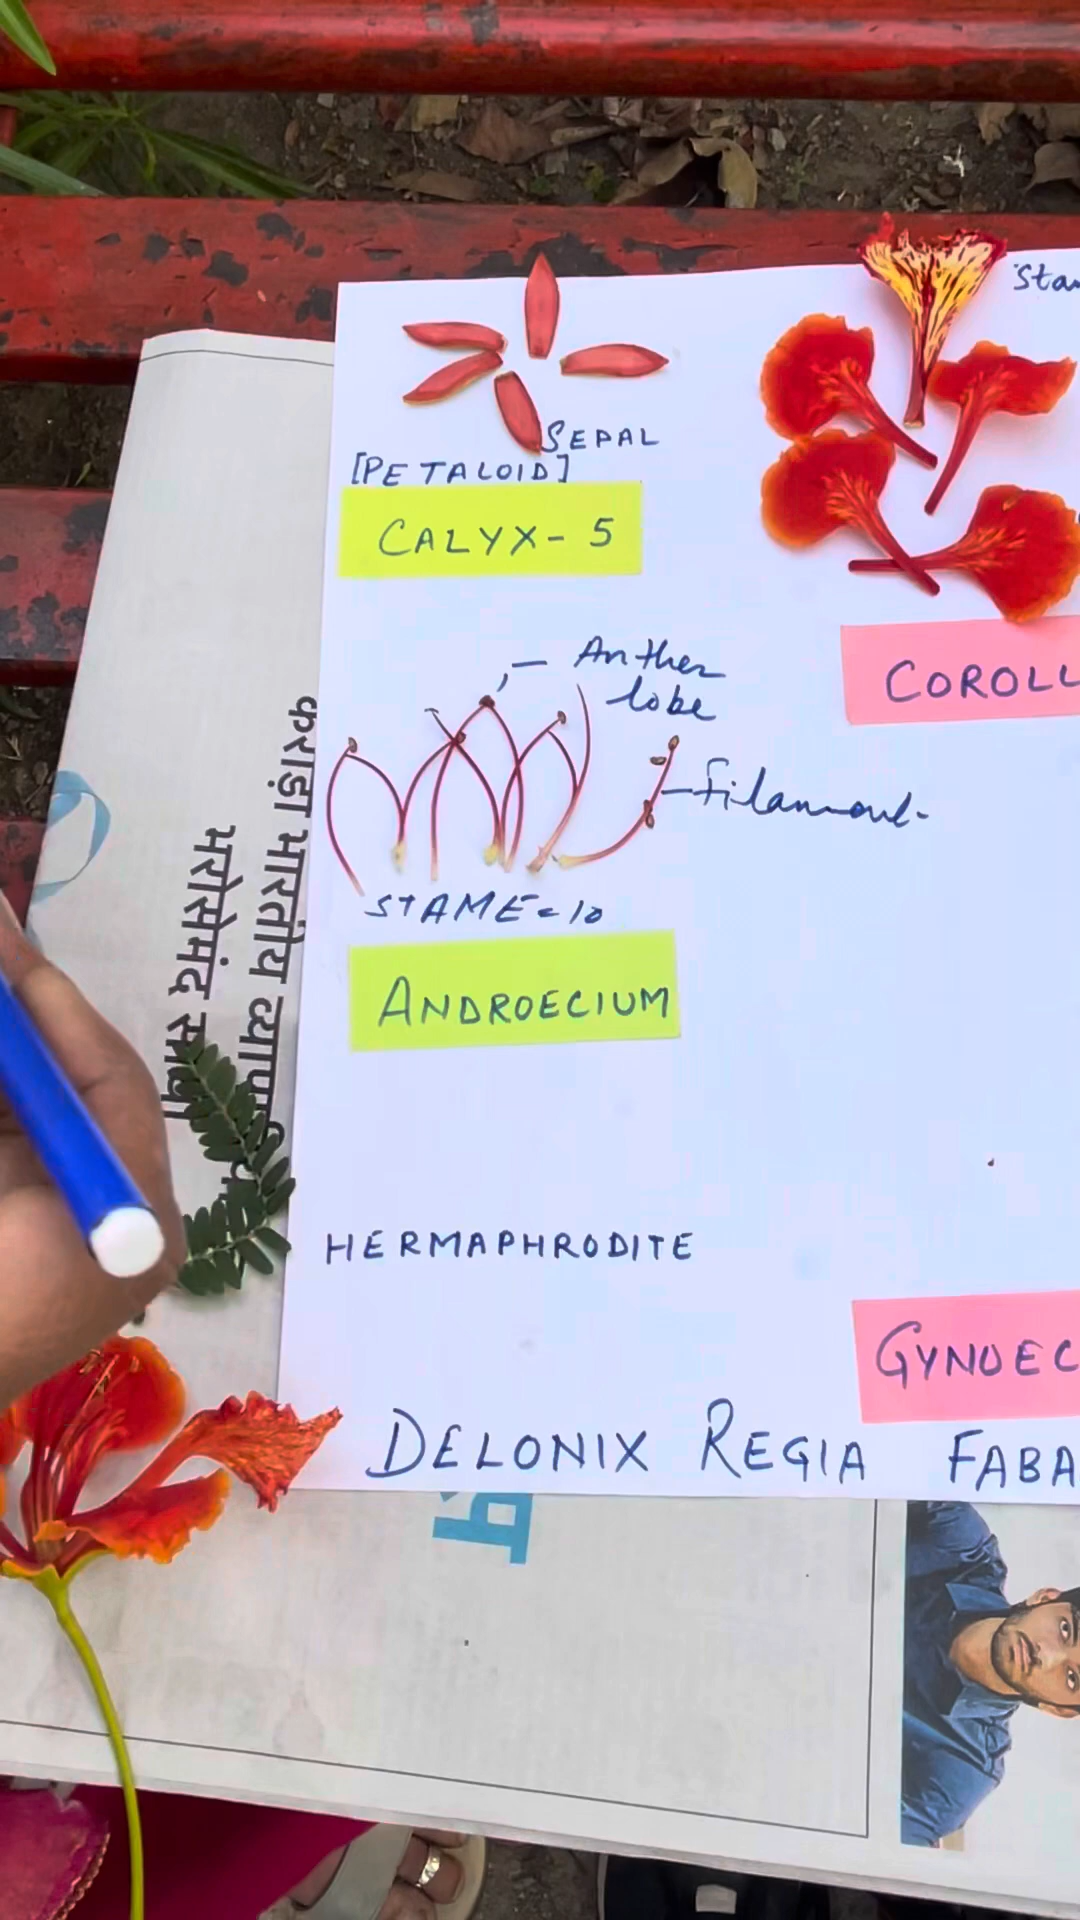 Sta
SEPAL
[PETALOID]
CALYX - 5
Anther
lobe
COROLL
Filament
STAME = 10
ANDROECIUM
करोड़ों भारतीय व्यापा
भरोसेमंद
HERMAPHRODITE
GYNOEC
DELONIX REGIA FABA